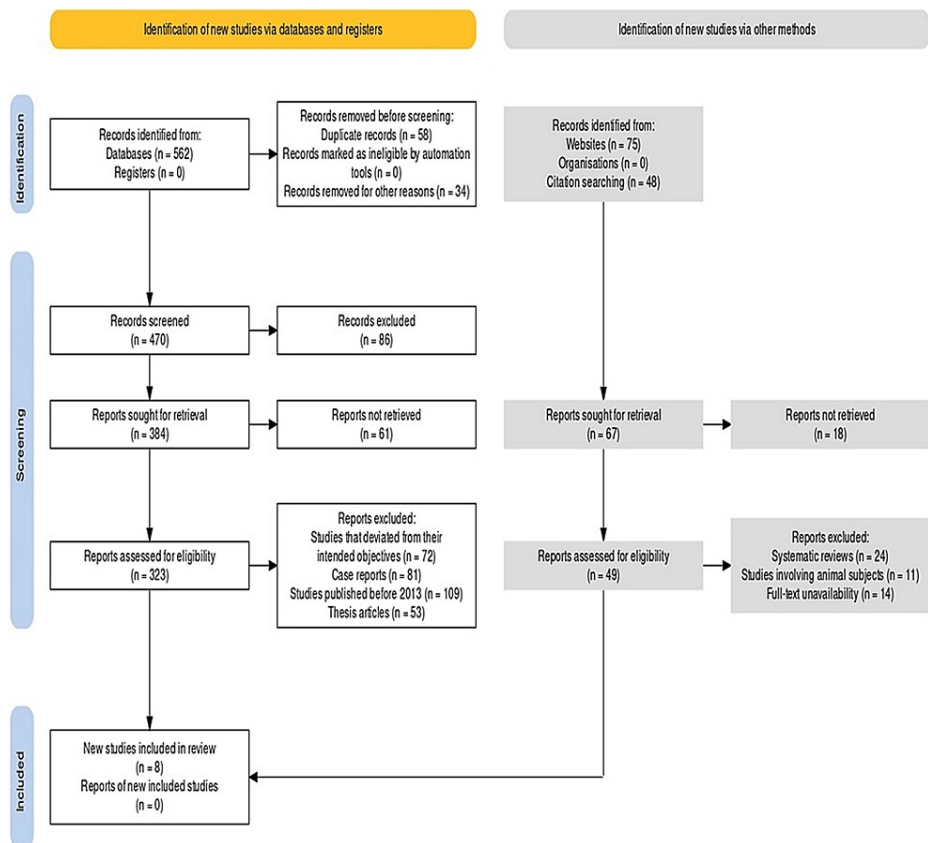 Identification of new studies via databases and registers
Identification of new studies via other methods
Identification
Records identified from:
Databases (n = 562)
Registers (n = 0)
Records removed before screening:
Duplicate records (n = 58)
Records marked as ineligible by automation
tools (n = 0)
Records removed for other reasons (n = 34)
Records identified from:
Websites (n = 75)
Organisations (n = 0)
Citation searching (n = 48)
Screening
Records screened
(n = 470)
Records excluded
(n = 86)
Reports sought for retrieval
(n = 384)
Reports not retrieved
(n = 61)
Reports sought for retrieval
(n = 67)
Reports not retrieved
(n = 18)
Reports assessed for eligibility
(n = 323)
Reports excluded:
Studies that deviated from their
intended objectives (n = 72)
Case reports (n = 81)
Studies published before 2013 (n = 109)
Thesis articles (n = 53)
Reports assessed for eligibility
(n = 49)
Reports excluded:
Systematic reviews (n = 24)
Studies involving animal subjects (n = 11)
Full-text unavailability (n = 14)
Included
New studies included in review
(n = 8)
Reports of new included studies
(n = 0)